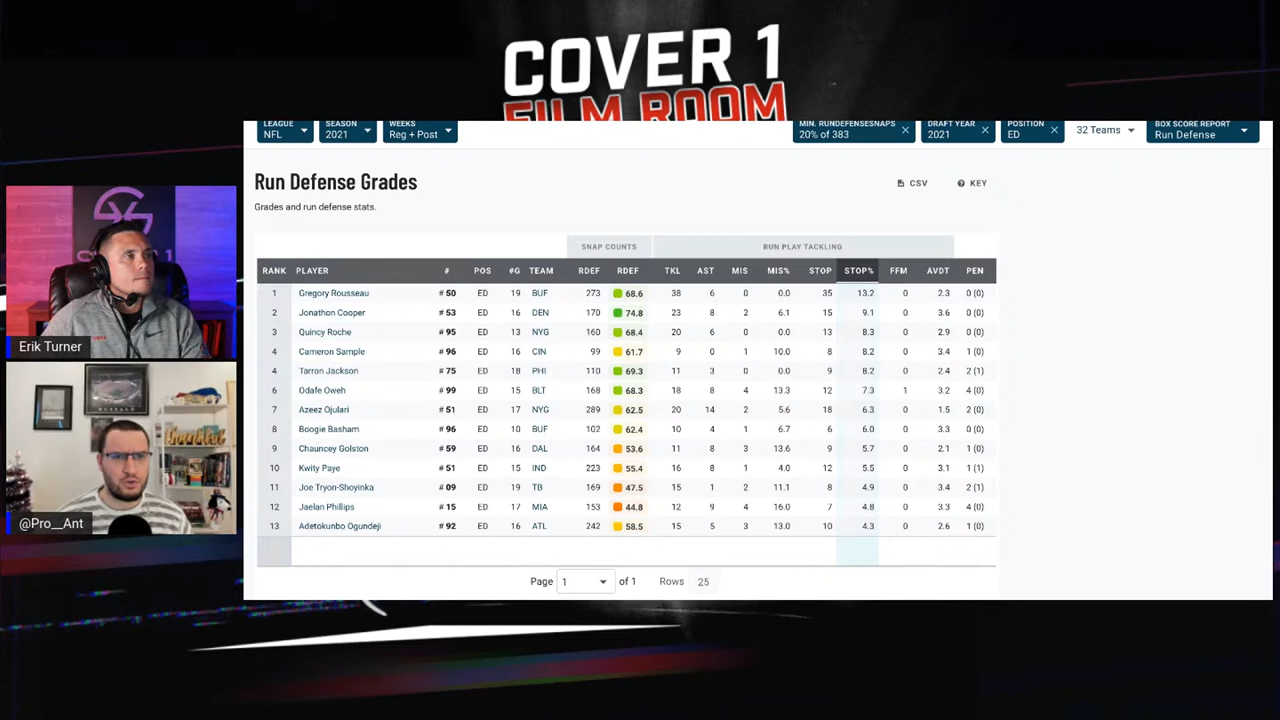 COVER 1
FILM ROOM
LEAGUE SEASON WEEKS MIN. RUNDEFENSESNAPS DRAFT YEAR POSITION BOX SCORE REPORT
NFL 2021 Reg + Post 20% of 383 2021 ED 32 Teams Run Defense
Run Defense Grades
CSV KEY
Grades and run defense stats.
SNAP COUNTS RUN PLAY TACKLING
RANK PLAYER # POS #G TEAM RDEF RDEF TKL AST MIS MIS% STOP STOP% FFM AVDT PEN
1 Gregory Rousseau # 50 ED 19 BUF 273 68.6 38 6 0 0.0 35 13.2 0 2.3 0 (0)
2 Jonathon Cooper # 53 ED 16 DEN 170 74.8 23 8 2 6.1 15 9.1 0 3.6 0 (0)
3 Quincy Roche # 95 ED 13 NYG 160 68.4 20 6 0 0.0 13 8.3 0 2.9 0 (0)
4 Cameron Sample # 96 ED 16 CIN 99 61.7 9 0 1 10.0 8 8.2 0 3.4 1 (0)
4 Tarron Jackson # 75 ED 18 PHI 110 69.3 11 3 0 0.0 9 8.2 0 2.4 2 (1)
6 Odafe Oweh # 99 ED 15 BLT 168 68.3 18 8 4 13.3 12 7.3 1 3.2 4 (0)
7 Azeez Ojulari # 51 ED 17 NYG 289 62.5 20 14 2 5.6 18 6.3 0 1.5 2 (0)
8 Boogie Basham # 96 ED 10 BUF 102 62.4 10 4 1 6.7 6 6.0 0 3.3 0 (0)
9 Chauncey Golston # 59 ED 16 DAL 164 53.6 11 8 3 13.6 9 5.7 0 2.1 1 (0)
10 Kwity Paye # 51 ED 15 IND 223 55.4 16 8 1 4.0 12 5.5 0 3.1 1 (1)
11 Joe Tryon-Shoyinka # 09 ED 19 TB 169 47.5 15 1 2 11.1 8 4.9 0 3.4 2 (1)
12 Jaelan Phillips # 15 ED 17 MIA 153 44.8 12 9 4 16.0 7 4.8 0 3.3 4 (0)
13 Adetokunbo Ogundeji # 92 ED 16 ATL 242 58.5 15 5 3 13.0 10 4.3 0 2.6 1 (0)
Page 1 of 1 Rows 25
Erik Turner
BUFFALO
@Pro__Ant